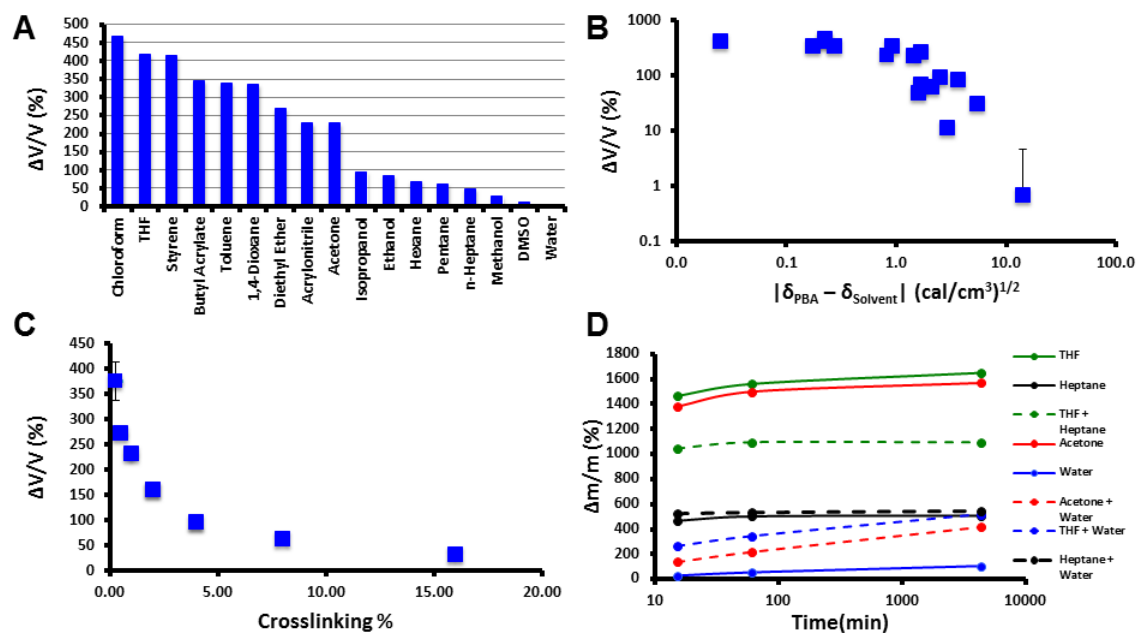 A
ΔV/V (%)
500
450
400
350
300
250
200
150
100
50
0
Chloroform
THF
Styrene
Butyl Acrylate
Toluene
1,4-Dioxane
Diethyl Ether
Acrylonitrile
Acetone
Isopropanol
Ethanol
Hexane
Pentane
n-Heptane
Methanol
DMSO
Water
B
ΔV/V (%)
1000
100
10
1
0.1
0.0 0.1 1.0 10.0 100.0
|δPBA – δSolvent| (cal/cm³)1/2
C
ΔV/V (%)
450
400
350
300
250
200
150
100
50
0
0.00 5.00 10.00 15.00 20.00
Crosslinking %
D
Δm/m (%)
1800
1600
1400
1200
1000
800
600
400
200
0
10 100 1000 10000
Time(min)
THF
Heptane
THF +
Heptane
Acetone
Water
Acetone +
Water
THF + Water
Heptane +
Water